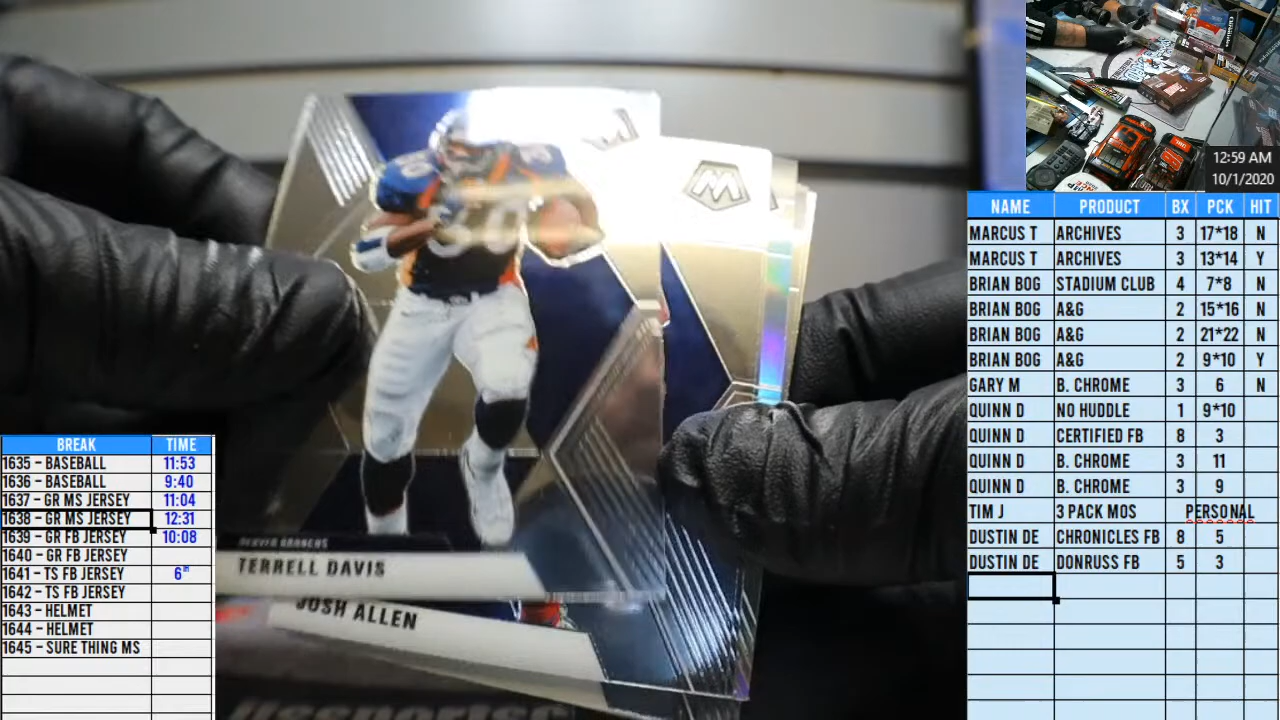 12:59 AM
10/1/2020
NAME PRODUCT BX PCK HIT
MARCUS T ARCHIVES 3 17*18 N
MARCUS T ARCHIVES 3 13*14 Y
BRIAN BOG STADIUM CLUB 4 7*8 N
BRIAN BOG A&G 2 15*16 N
BRIAN BOG A&G 2 21*22 N
BRIAN BOG A&G 2 9*10 Y
GARY M B. CHROME 3 6 N
QUINN D NO HUDDLE 1 9*10
QUINN D CERTIFIED FB 8 3
QUINN D B. CHROME 3 11
QUINN D B. CHROME 3 9
TIM J 3 PACK MOS PERSONAL
DUSTIN DE CHRONICLES FB 8 5
DUSTIN DE DONRUSS FB 5 3
BREAK TIME
1635 – BASEBALL 11:53
1636 – BASEBALL 9:40
1637 – GR MS JERSEY 11:04
1638 – GR MS JERSEY 12:31
1639 – GR FB JERSEY 10:08
1640 – GR FB JERSEY
1641 – TS FB JERSEY 6"
1642 – TS FB JERSEY
1643 – HELMET
1644 – HELMET
1645 – SURE THING MS
M
30
DENVER BRONCOS
TERRELL DAVIS
JOSH ALLEN